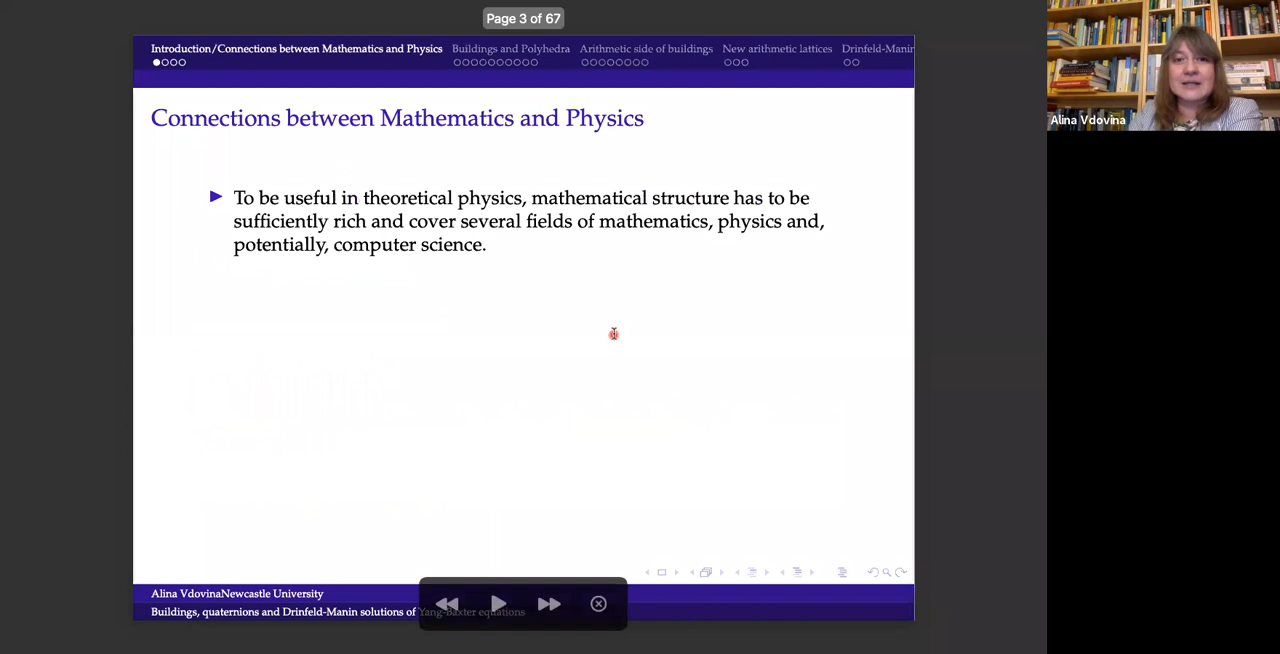 Page 3 of 67
Introduction/Connections between Mathematics and Physics
Buildings and Polyhedra
Arithmetic side of buildings
New arithmetic lattices
Drinfeld-Manir
Alina Vdovina
Connections between Mathematics and Physics
To be useful in theoretical physics, mathematical structure has to be
sufficiently rich and cover several fields of mathematics, physics and,
potentially, computer science.
Alina VdovinaNewcastle University
Buildings, quaternions and Drinfeld-Manin solutions of Yang-Baxter equations